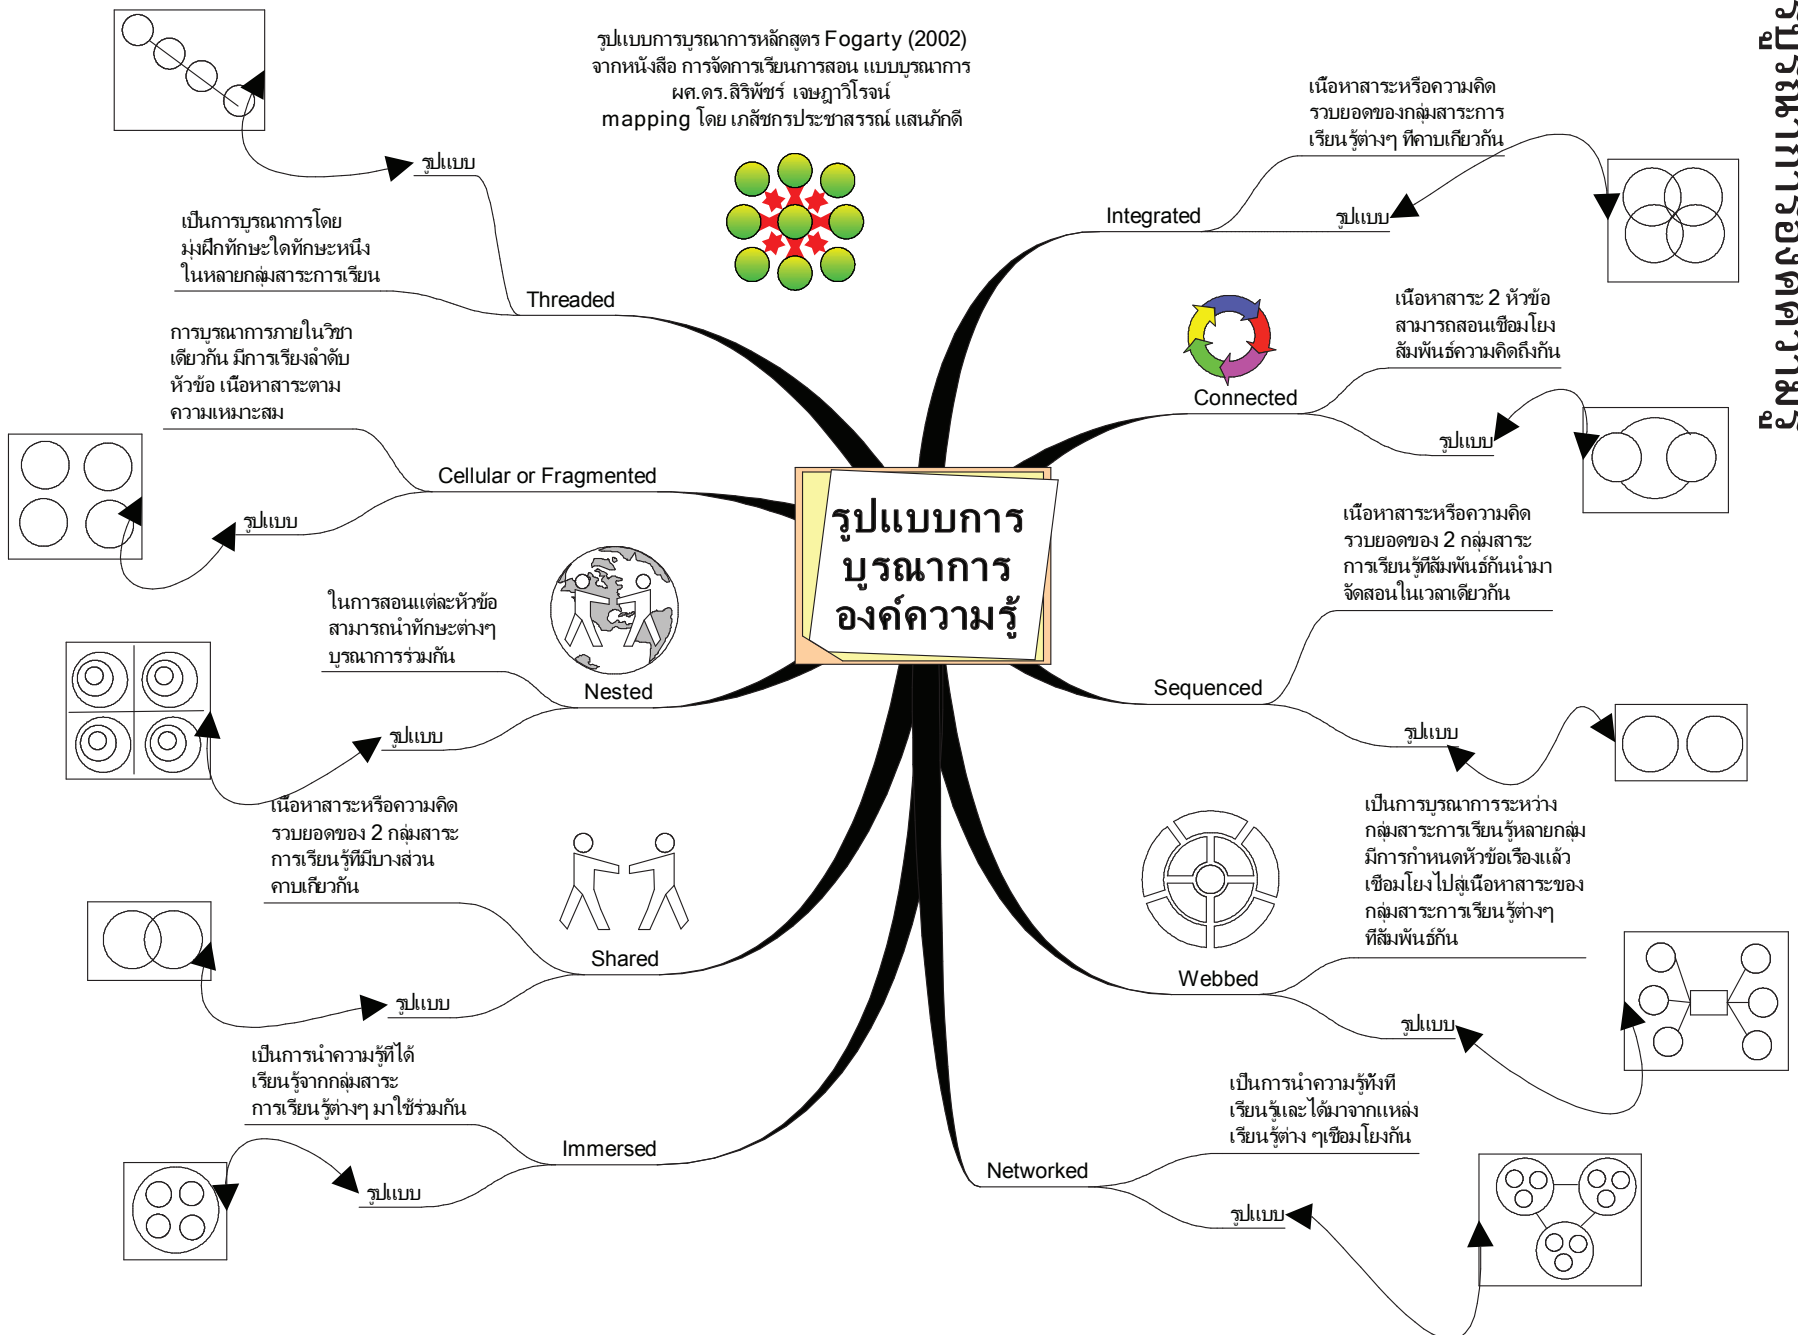 รูปแบบการบูรณาการหลักสูตร Fogarty (2002)
จากหนังสือ การจัดการเรียนการสอน แบบบูรณาการ
ผศ.ดร.สิริพัชร์ เจษฎาวิโรจน์
mapping โดย เภสัชกรประชาสรรณ์ แสนภักดี
รูปแบบการ
บูรณาการ
องค์ความรู้
Integrated
เนื้อหาสาระหรือความคิด
รวบยอดของกลุ่มสาระการ
เรียนรู้ต่างๆ ที่คาบเกี่ยวกัน
รูปแบบ
Connected
เนื้อหาสาระ 2 หัวข้อ
สามารถสอนเชื่อมโยง
สัมพันธ์ความคิดถึงกัน
รูปแบบ
Sequenced
เนื้อหาสาระหรือความคิด
รวบยอดของ 2 กลุ่มสาระ
การเรียนรู้ที่สัมพันธ์กันนำมา
จัดสอนในเวลาเดียวกัน
รูปแบบ
Webbed
เป็นการบูรณาการระหว่าง
กลุ่มสาระการเรียนรู้หลายกลุ่ม
มีการกำหนดหัวข้อเรื่องแล้ว
เชื่อมโยงไปสู่เนื้อหาสาระของ
กลุ่มสาระการเรียนรู้ต่างๆ
ที่สัมพันธ์กัน
รูปแบบ
Networked
เป็นการนำความรู้ทั้งที่
เรียนรู้และได้มาจากแหล่ง
เรียนรู้ต่าง ๆเชื่อมโยงกัน
รูปแบบ
Immersed
เป็นการนำความรู้ที่ได้
เรียนรู้จากกลุ่มสาระ
การเรียนรู้ต่างๆ มาใช้ร่วมกัน
รูปแบบ
Shared
เนื้อหาสาระหรือความคิด
รวบยอดของ 2 กลุ่มสาระ
การเรียนรู้ที่มีบางส่วน
คาบเกี่ยวกัน
รูปแบบ
Nested
ในการสอนแต่ละหัวข้อ
สามารถนำทักษะต่างๆ
บูรณาการร่วมกัน
รูปแบบ
Cellular or Fragmented
การบูรณาการภายในวิชา
เดียวกัน มีการเรียงลำดับ
หัวข้อ เนื้อหาสาระตาม
ความเหมาะสม
รูปแบบ
Threaded
เป็นการบูรณาการโดย
มุ่งฝึกทักษะใดทักษะหนึ่ง
ในหลายกลุ่มสาระการเรียน
รูปแบบ